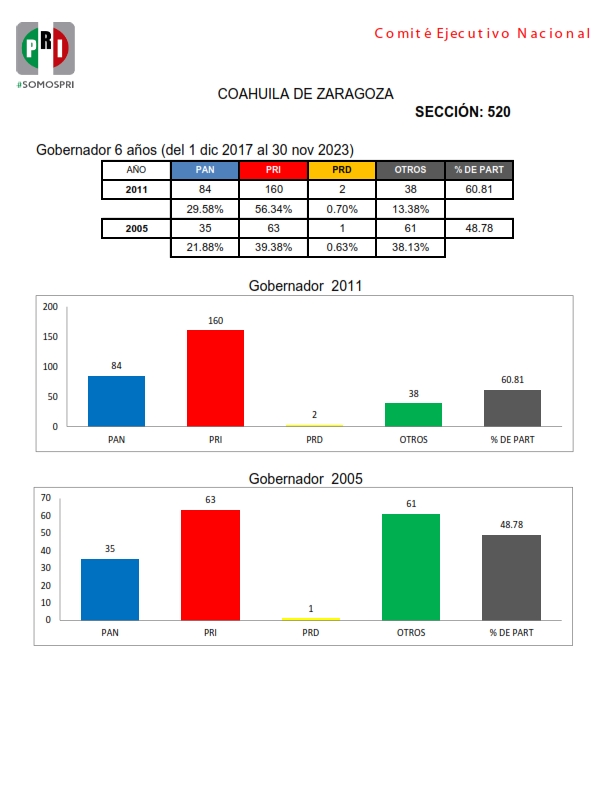 Comité Ejecutivo Nacional
PRI
#SOMOSPRI
COAHUILA DE ZARAGOZA
SECCIÓN: 520
Gobernador 6 años (del 1 dic 2017 al 30 nov 2023)
AÑO PAN PRI PRD OTROS % DE PART
2011 84 160 2 38 60.81
29.58% 56.34% 0.70% 13.38%
2005 35 63 1 61 48.78
21.88% 39.38% 0.63% 38.13%
Gobernador 2011
200
150
100
50
0
84
160
2
38
60.81
PAN PRI PRD OTROS % DE PART
Gobernador 2005
70
60
50
40
30
20
10
0
35
63
1
61
48.78
PAN PRI PRD OTROS % DE PART